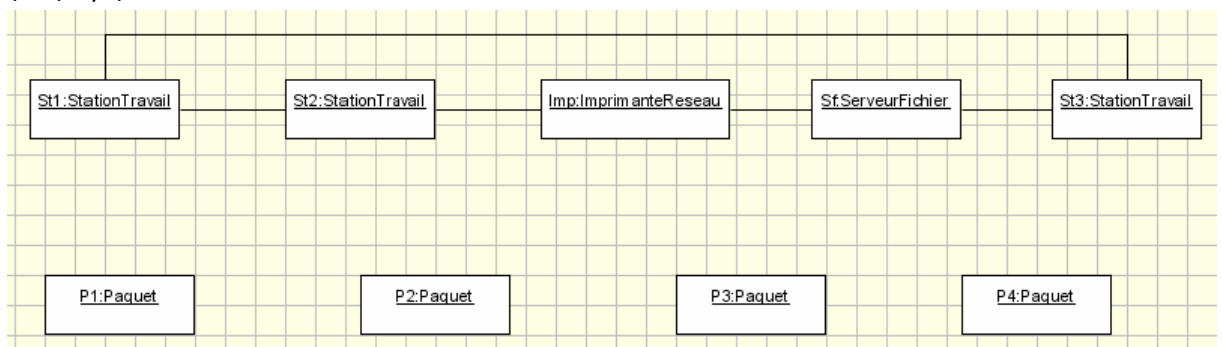 St1:StationTravail
St2:StationTravail
Imp:ImprimanteReseau
Sf:ServeurFichier
St3:StationTravail
P1:Paquet
P2:Paquet
P3:Paquet
P4:Paquet